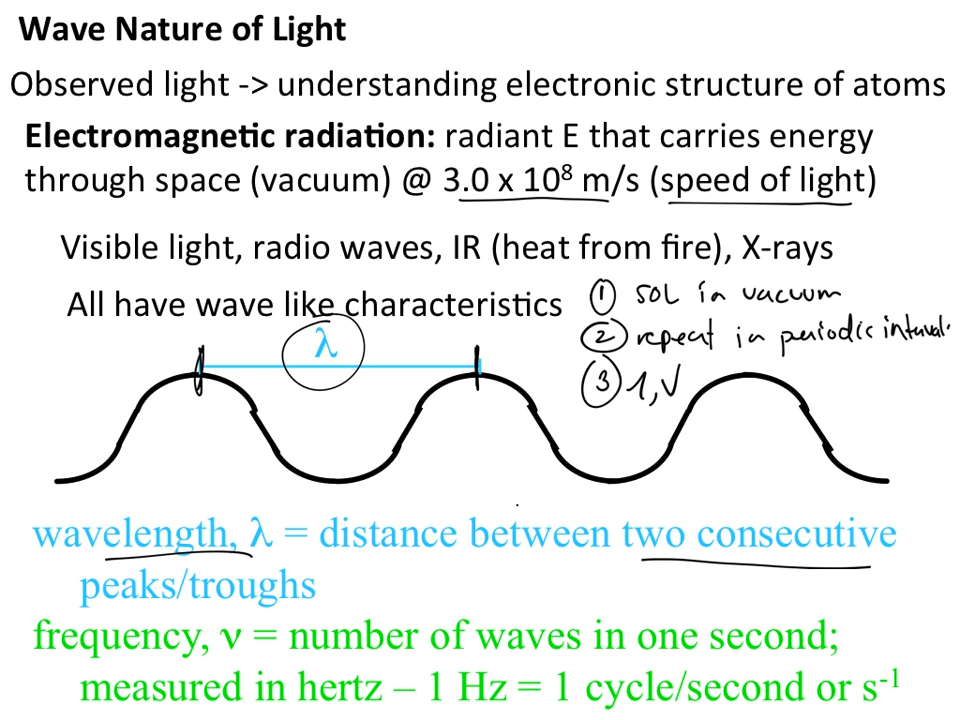 Wave Nature of Light
Observed light -> understanding electronic structure of atoms
Electromagnetic radiation: radiant E that carries energy
through space (vacuum) @ 3.0 x 10⁸ m/s (speed of light)
Visible light, radio waves, IR (heat from fire), X-rays
All have wave like characteristics
① SOL in vacuum
② repeat in periodic interval.
③ λ, ν
λ
wavelength, λ = distance between two consecutive
peaks/troughs
frequency, ν = number of waves in one second;
measured in hertz – 1 Hz = 1 cycle/second or s⁻¹